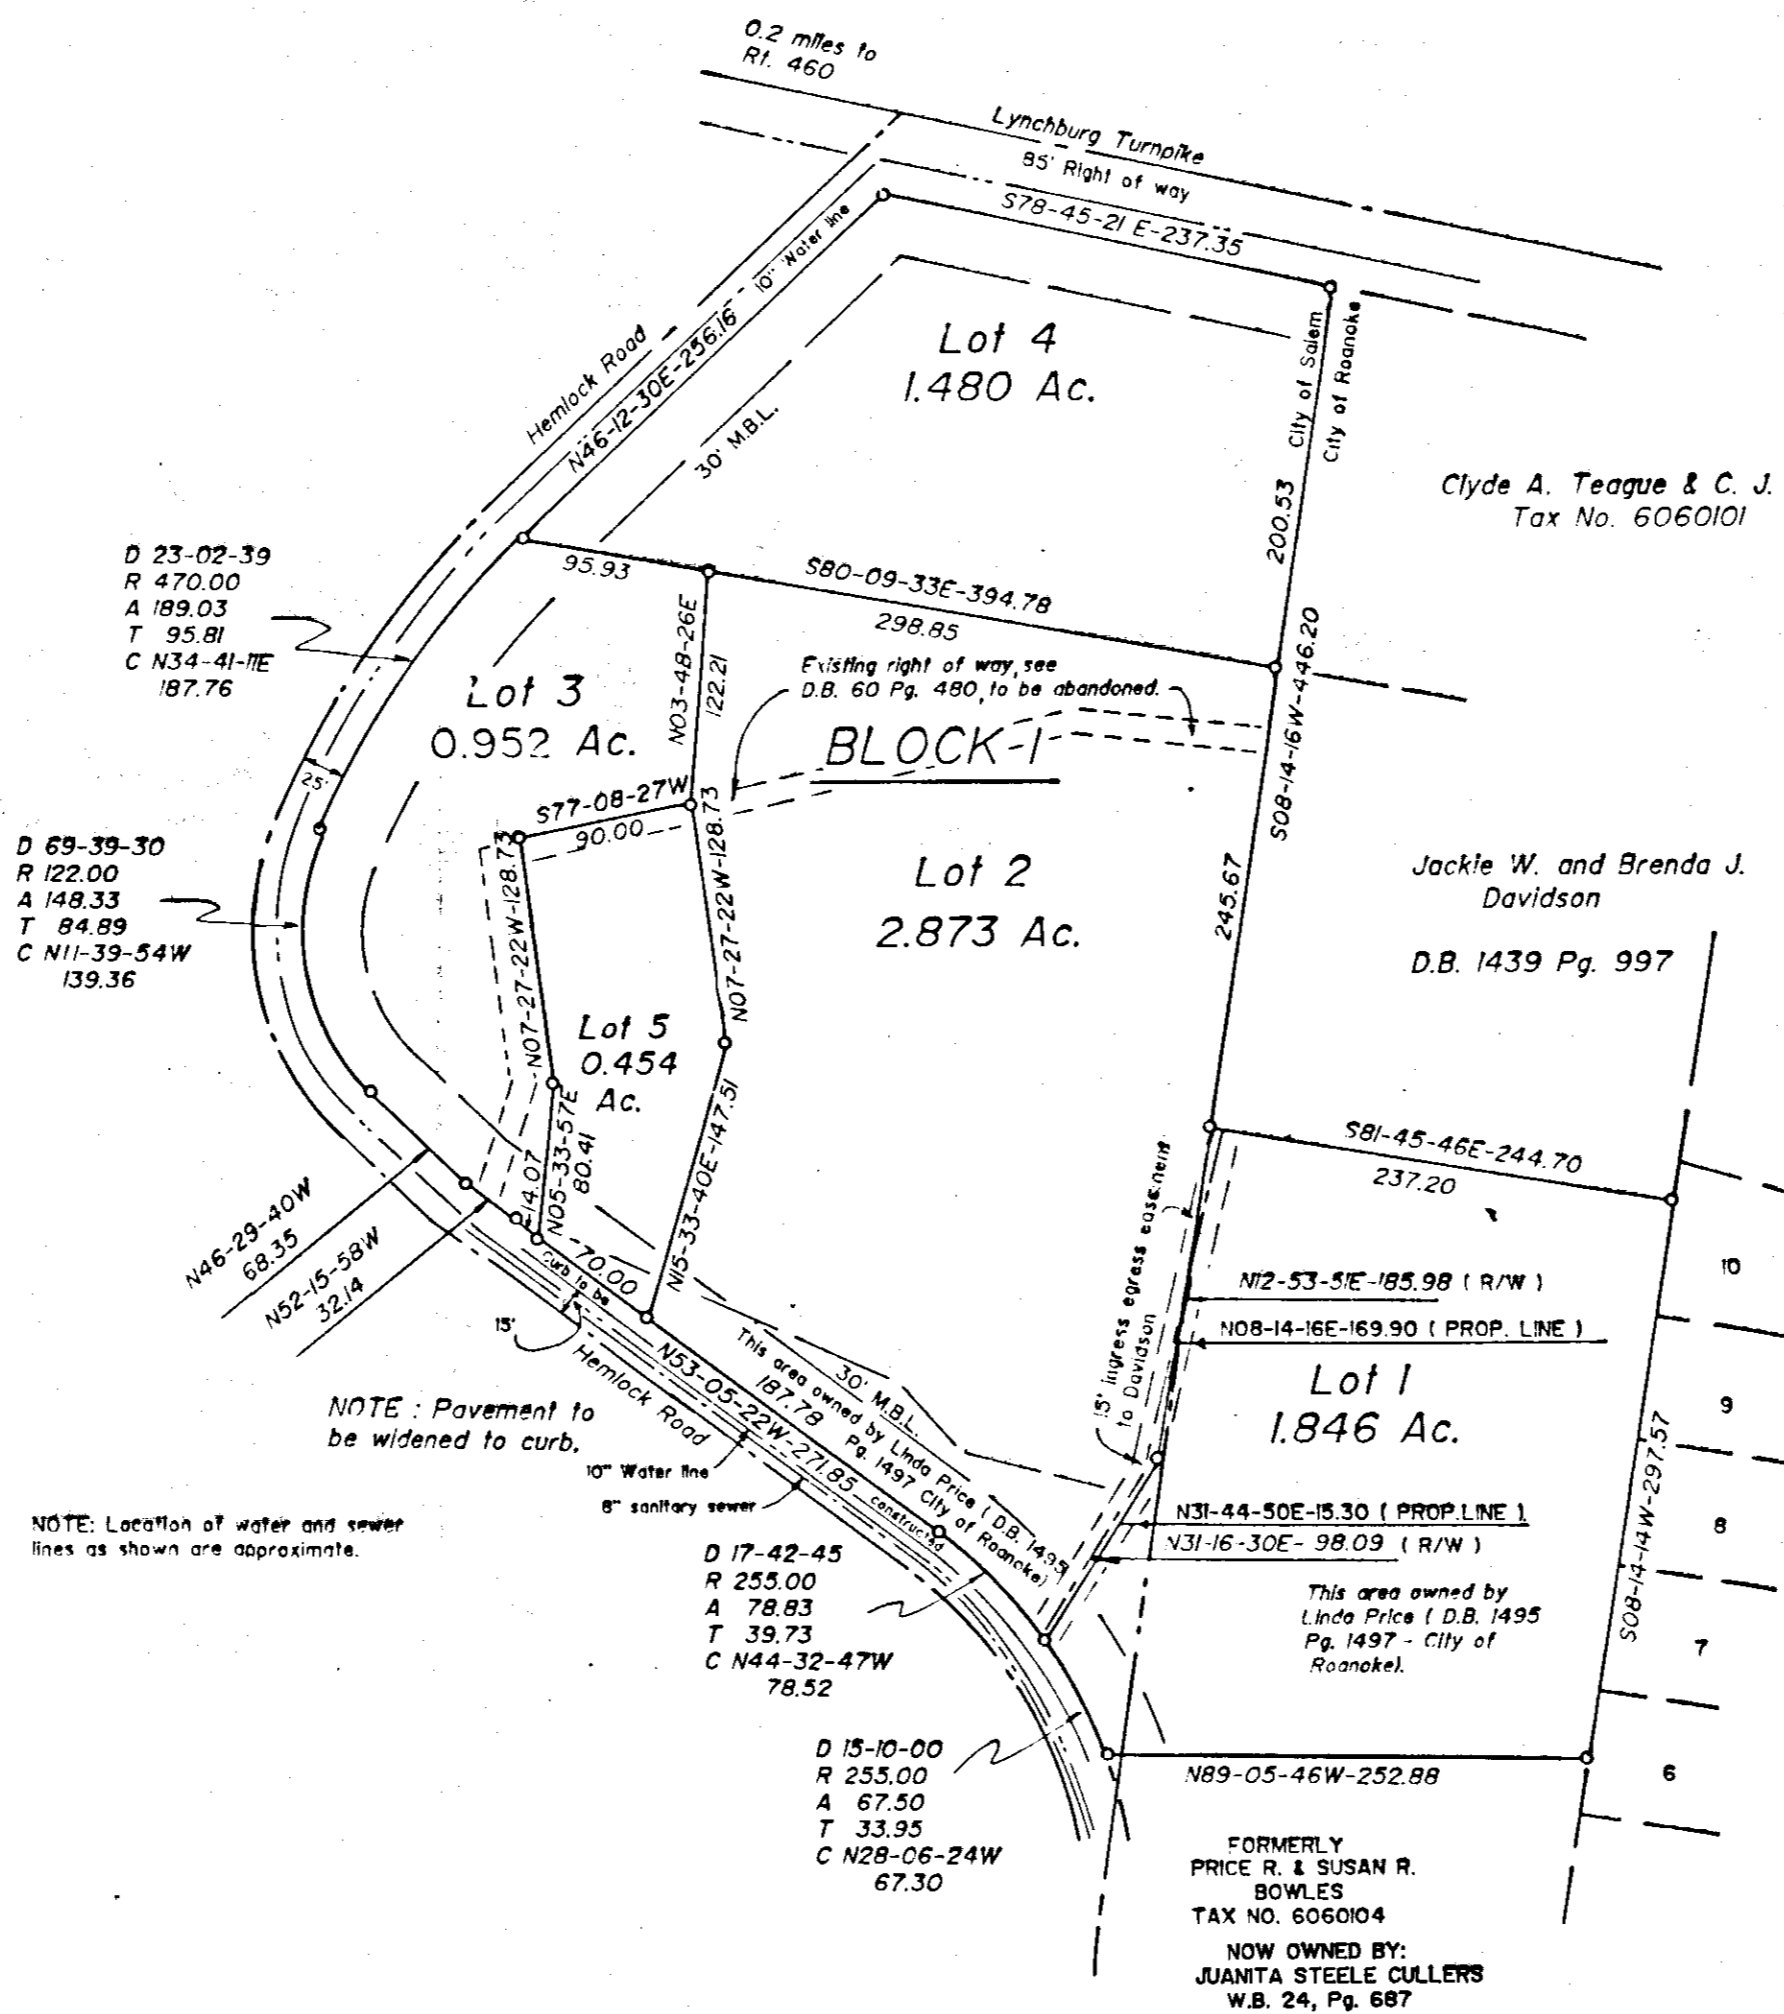 0.2 miles to
Rt. 460
Lynchburg Turnpike
85' Right of way
S78-45-21 E-237.35
10" Water line
Hemlock Road
N46-12-30E-256.16
30' M.B.L.
Lot 4
1.480 Ac.
City of Salem
City of Roanoke
200.53
Clyde A. Teague & C. J.
Tax No. 6060101
D 23-02-39
R 470.00
A 189.03
T 95.81
C N34-41-11E
187.76
95.93
S80-09-33E-394.78
298.85
N03-48-26E
122.21
Existing right of way, see
D.B. 60 Pg. 480, to be abandoned.
S08-14-16W-446.20
Lot 3
0.952 Ac.
BLOCK-1
25'
S77-08-27W
90.00
D 69-39-30
R 122.00
A 148.33
T 84.89
C N11-39-54W
139.36
N07-27-22W-128.73
N07-27-22W-128.73
Lot 2
2.873 Ac.
245.67
Jackie W. and Brenda J.
Davidson
D.B. 1439 Pg. 997
Lot 5
0.454
Ac.
N05-33-57E
80.41
14.07
N15-33-40E-147.51
S81-45-46E-244.70
237.20
15' ingress egress easement
to Davidson
N46-29-40W
68.35
N52-15-58W
32.14
70.00
curb to be
constructed
15'
N12-53-51E-185.98 ( R/W )
N08-14-16E-169.90 ( PROP. LINE )
Lot 1
1.846 Ac.
10
9
8
7
6
S08-14-14W-297.57
Hemlock Road
N53-05-22W-271.85
187.78
This area owned by Linda Price ( D.B. 1495
Pg. 1497 City of Roanoke)
30' M.B.L.
NOTE : Pavement to
be widened to curb.
10" Water line
8" sanitary sewer
NOTE: Location of water and sewer
lines as shown are approximate.
N31-44-50E-15.30 ( PROP.LINE )
N31-16-30E- 98.09 ( R/W )
This area owned by
Linda Price ( D.B. 1495
Pg. 1497 - City of
Roanoke).
D 17-42-45
R 255.00
A 78.83
T 39.73
C N44-32-47W
78.52
D 15-10-00
R 255.00
A 67.50
T 33.95
C N28-06-24W
67.30
N89-05-46W-252.88
FORMERLY
PRICE R. & SUSAN R.
BOWLES
TAX NO. 6060104
NOW OWNED BY:
JUANITA STEELE CULLERS
W.B. 24, Pg. 687